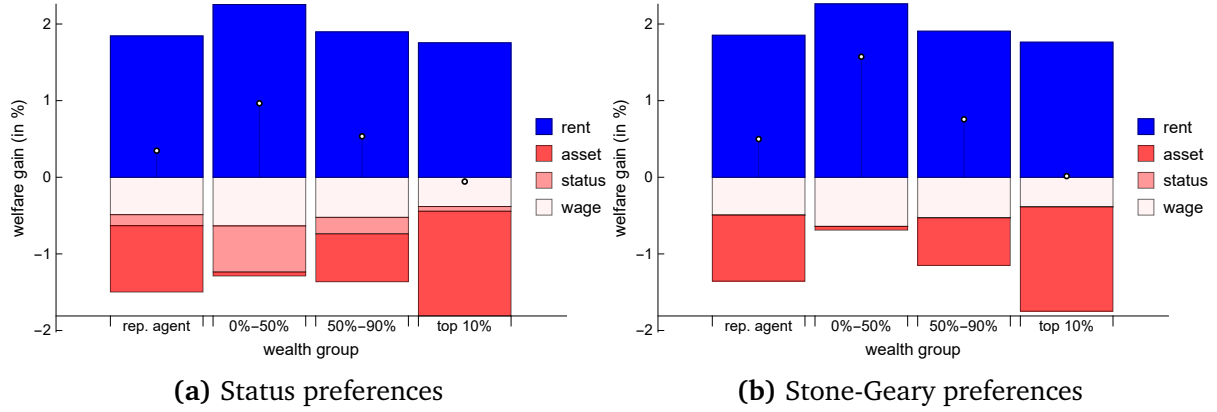 welfare gain (in %)
2
1
0
−1
−2
rep. agent 0%−50% 50%−90% top 10%
wealth group
rent
asset
status
wage
(a) Status preferences
welfare gain (in %)
2
1
0
−1
−2
rep. agent 0%−50% 50%−90% top 10%
wealth group
rent
asset
status
wage
(b) Stone-Geary preferences